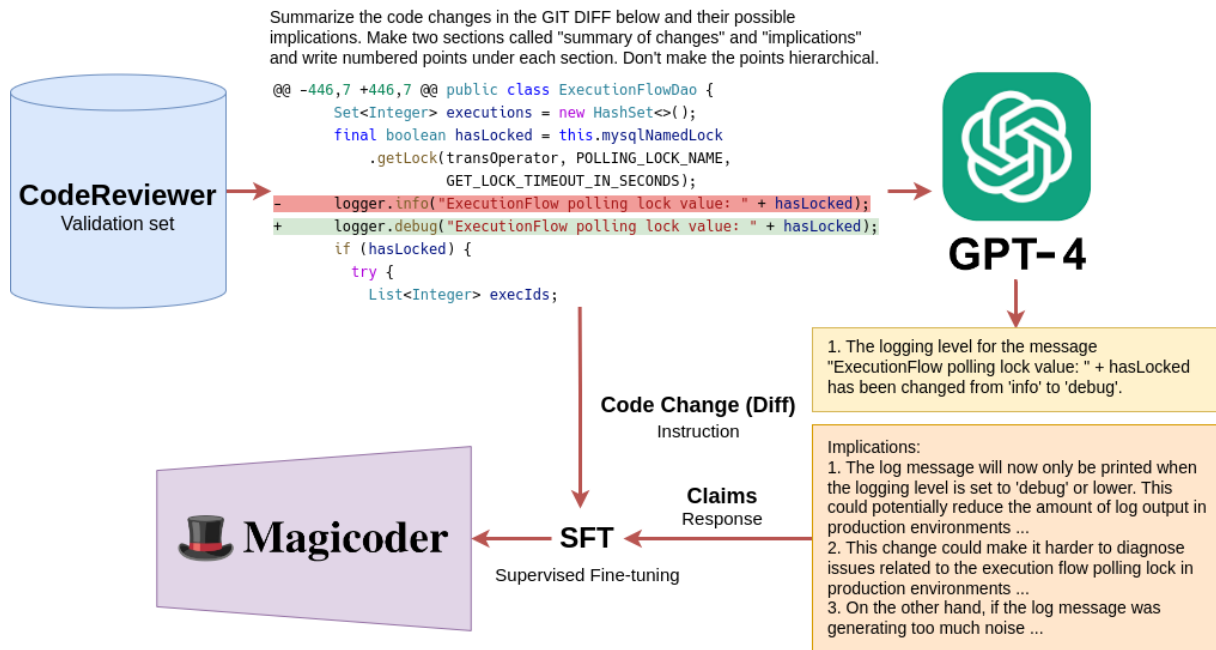 Summarize the code changes in the GIT DIFF below and their possible
implications. Make two sections called "summary of changes" and "implications"
and write numbered points under each section. Don't make the points hierarchical.
CodeReviewer
Validation set
@@ -446,7 +446,7 @@ public class ExecutionFlowDao {
Set<Integer> executions = new HashSet<>();
final boolean hasLocked = this.mysqlNamedLock
.getLock(transOperator, POLLING_LOCK_NAME,
GET_LOCK_TIMEOUT_IN_SECONDS);
- logger.info("ExecutionFlow polling lock value: " + hasLocked);
+ logger.debug("ExecutionFlow polling lock value: " + hasLocked);
if (hasLocked) {
try {
List<Integer> execIds;
GPT-4
1. The logging level for the message
"ExecutionFlow polling lock value: " + hasLocked
has been changed from 'info' to 'debug'.
Code Change (Diff)
Instruction
Implications:
1. The log message will now only be printed when
the logging level is set to 'debug' or lower. This
could potentially reduce the amount of log output in
production environments ...
2. This change could make it harder to diagnose
issues related to the execution flow polling lock in
production environments ...
3. On the other hand, if the log message was
generating too much noise ...
Claims
Response
SFT
Supervised Fine-tuning
Magicoder